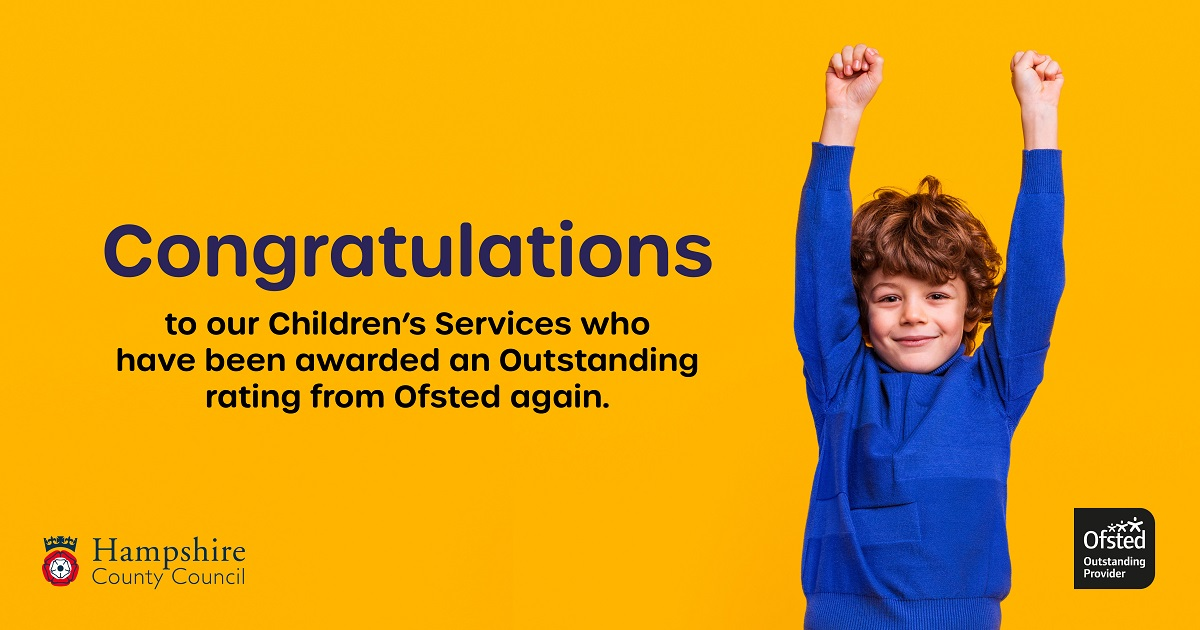 Congratulations
to our Children’s Services who
have been awarded an Outstanding
rating from Ofsted again.
Hampshire
County Council
Ofsted
Outstanding
Provider